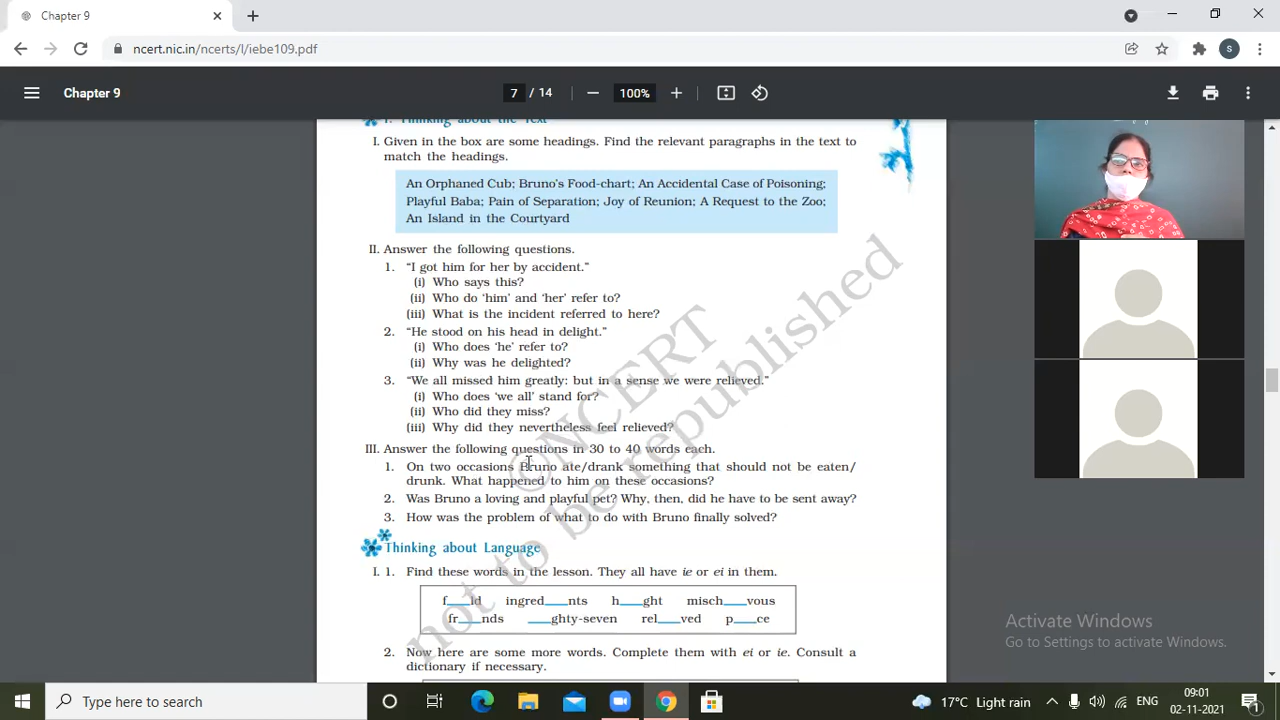 Chapter 9
ncert.nic.in/ncerts/l/iebe109.pdf
S
Chapter 9
7 / 14
100%
I. Thinking about the Text
I. Given in the box are some headings. Find the relevant paragraphs in the text to
match the headings.
An Orphaned Cub; Bruno's Food-chart; An Accidental Case of Poisoning;
Playful Baba; Pain of Separation; Joy of Reunion; A Request to the Zoo;
An Island in the Courtyard
II. Answer the following questions.
1. “I got him for her by accident.”
(i) Who says this?
(ii) Who do ‘him’ and ‘her’ refer to?
(iii) What is the incident referred to here?
2. “He stood on his head in delight.”
(i) Who does ‘he’ refer to?
(ii) Why was he delighted?
3. “We all missed him greatly: but in a sense we were relieved.”
(i) Who does ‘we all’ stand for?
(ii) Who did they miss?
(iii) Why did they nevertheless feel relieved?
III. Answer the following questions in 30 to 40 words each.
1. On two occasions Bruno ate/drank something that should not be eaten/
drunk. What happened to him on these occasions?
2. Was Bruno a loving and playful pet? Why, then, did he have to be sent away?
3. How was the problem of what to do with Bruno finally solved?
Thinking about Language
I. 1. Find these words in the lesson. They all have ie or ei in them.
f___ld ingred___nts h___ght misch___vous
fr___nds ___ghty-seven rel___ved p___ce
2. Now here are some more words. Complete them with ei or ie. Consult a
dictionary if necessary.
©NCERT
not to be republished
Activate Windows
Go to Settings to activate Windows.
Type here to search
17°C Light rain
09:01
02-11-2021
1